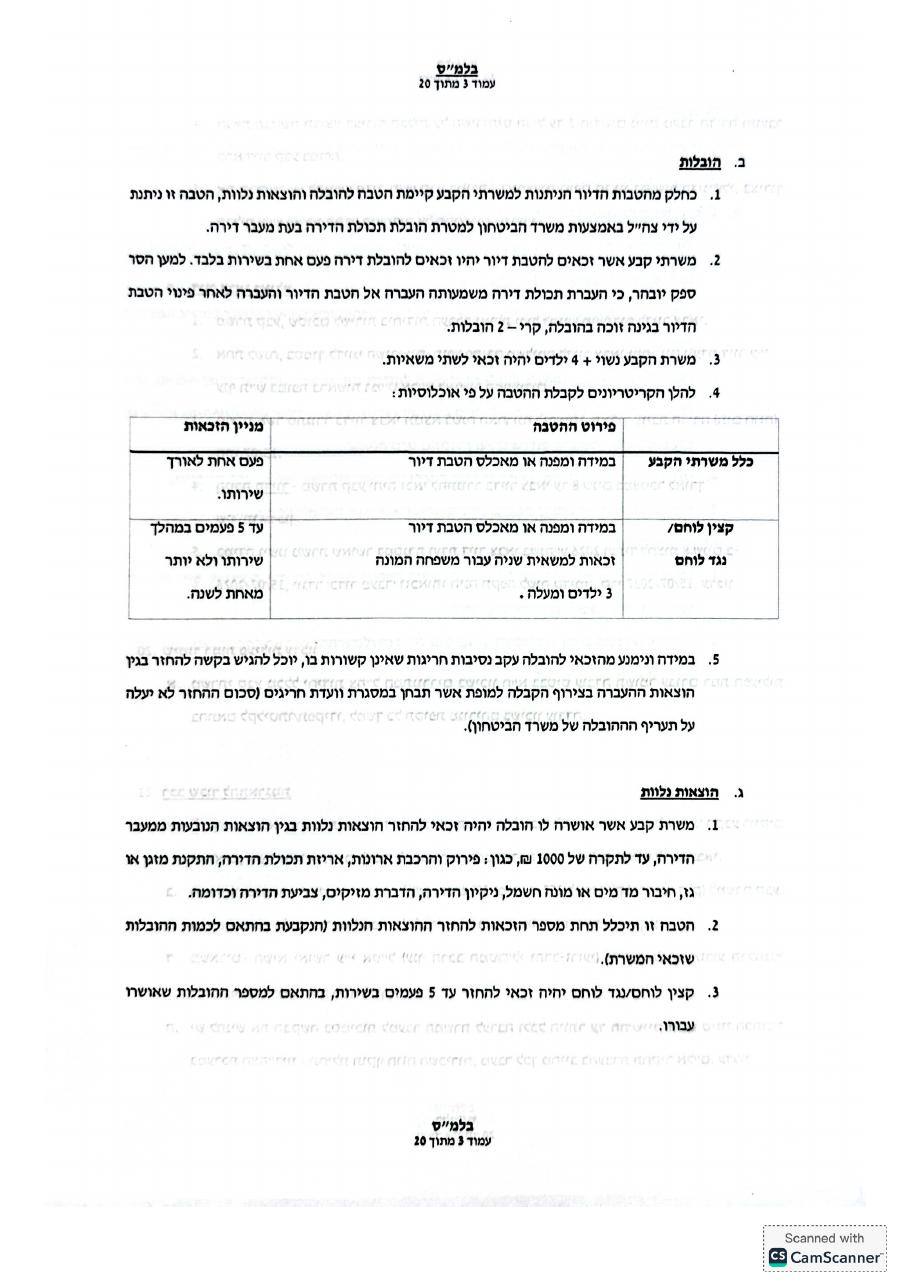 בלמ"ס
עמוד 3 מתוך 20
ב. הובלות
1. כחלק מהטבות הדיור הניתנות למשרתי הקבע קיימת הטבה להובלה והוצאות נלוות, הטבה זו ניתנת
על ידי צה"ל באמצעות משרד הביטחון למטרת הובלת תכולת הדירה בעת מעבר דירה.
2. משרתי קבע אשר זכאים להטבת דיור יהיו זכאים להובלת דירה פעם אחת בשירות בלבד. למען הסר
ספק יובהר, כי העברת תכולת דירה משמעותה העברה אל הטבת הדיור והעברה לאחר פינוי הטבת
הדיור בגינה זוכה בהובלה, קרי – 2 הובלות.
3. משרת הקבע נשוי + 4 ילדים יהיה זכאי לשתי משאיות.
4. להלן הקריטריונים לקבלת ההטבה על פי אוכלוסיות:
פירוט ההטבה מניין הזכאות
כלל משרתי הקבע במידה ומפנה או מאכלס הטבת דיור פעם אחת לאורך
שירותו.
קצין לוחם/ במידה ומפנה או מאכלס הטבת דיור עד 5 פעמים במהלך
נגד לוחם זכאות למשאית שניה עבור משפחה המונה שירותו ולא יותר
3 ילדים ומעלה. מאחת לשנה.
5. במידה ונימנע מהזכאי להובלה עקב נסיבות חריגות שאינן קשורות בו, יוכל להגיש בקשה להחזר בגין
הוצאות ההעברה בצירוף הקבלה למופת אשר תבחן במסגרת וועדת חריגים (סכום ההחזר לא יעלה
על תעריף הההובלה של משרד הביטחון).
ג. הוצאות נלוות
1. משרת קבע אשר אושרה לו הובלה יהיה זכאי להחזר הוצאות נלוות בגין הוצאות הנובעות ממעבר
הדירה, עד לתקרה של 1000 ₪, כגון: פירוק והרכבת ארונות, אריזת תכולת הדירה, התקנת מזגן או
גז, חיבור מד מים או מונה חשמל, ניקיון הדירה, הדברת מזיקים, צביעת הדירה וכדומה.
2. הטבה זו תיכלל תחת מספר הזכאות להחזר ההוצאות הנלוות (הנקבעת בהתאם לכמות ההובלות
שזכאי המשרת).
3. קצין לוחם/נגד לוחם יהיה זכאי להחזר עד 5 פעמים בשירות, בהתאם למספר ההובלות שאושרו
עבורו.
בלמ"ס
עמוד 3 מתוך 20
Scanned with
CS CamScanner